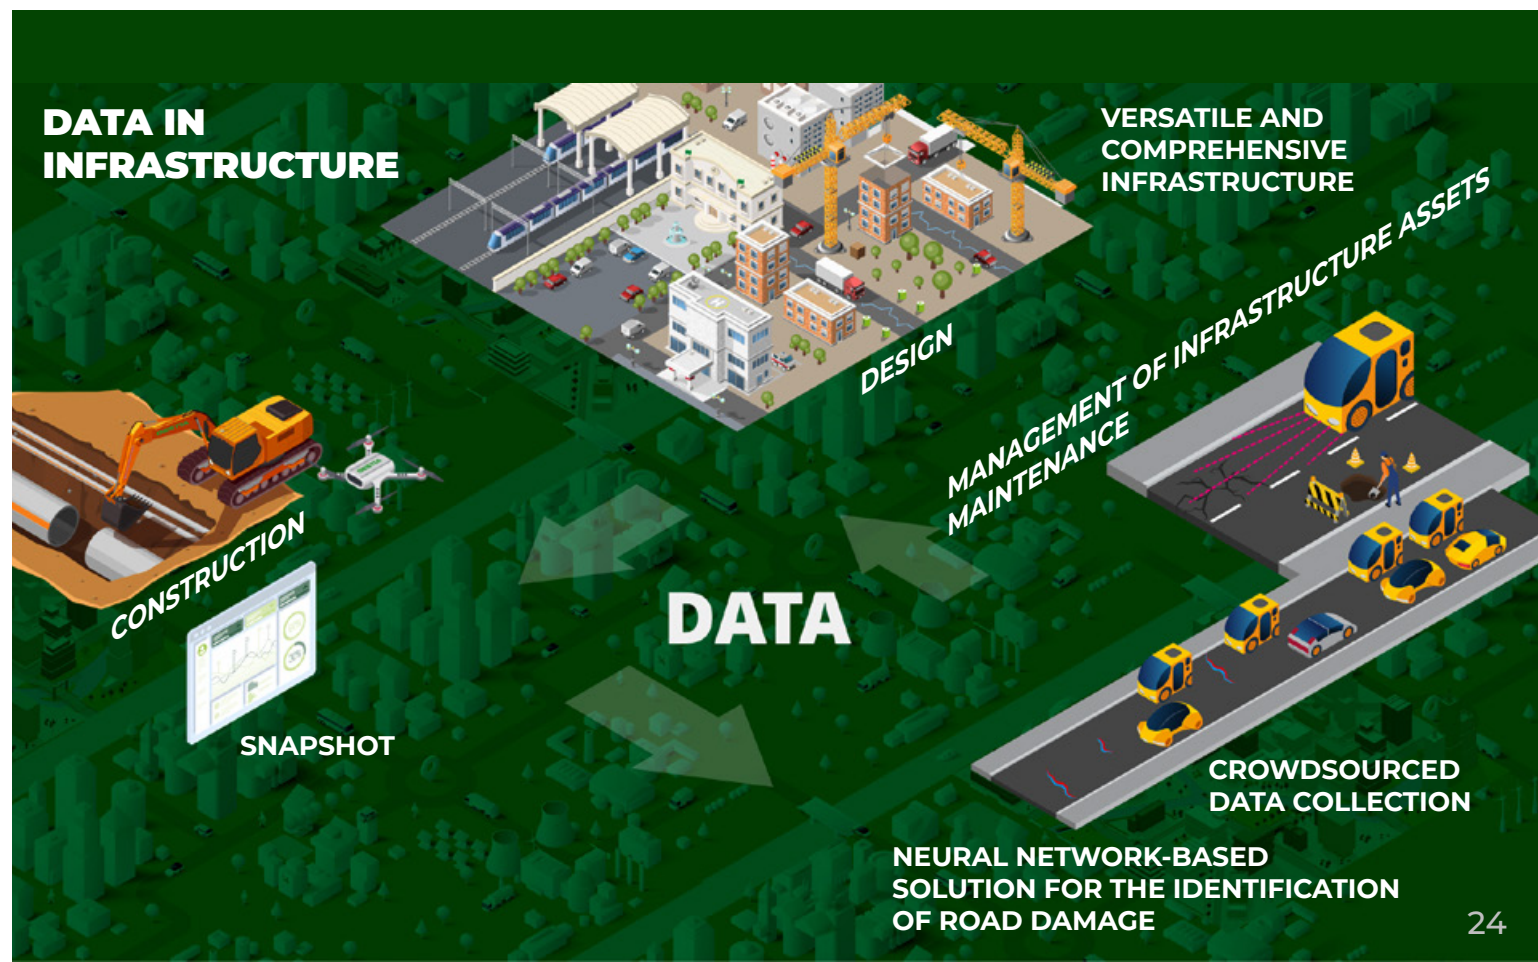 DATA IN
INFRASTRUCTURE
VERSATILE AND
COMPREHENSIVE
INFRASTRUCTURE
DESIGN
MANAGEMENT OF INFRASTRUCTURE ASSETS
MAINTENANCE
CONSTRUCTION
SNAPSHOT
DATA
CROWDSOURCED
DATA COLLECTION
NEURAL NETWORK-BASED
SOLUTION FOR THE IDENTIFICATION
OF ROAD DAMAGE
24